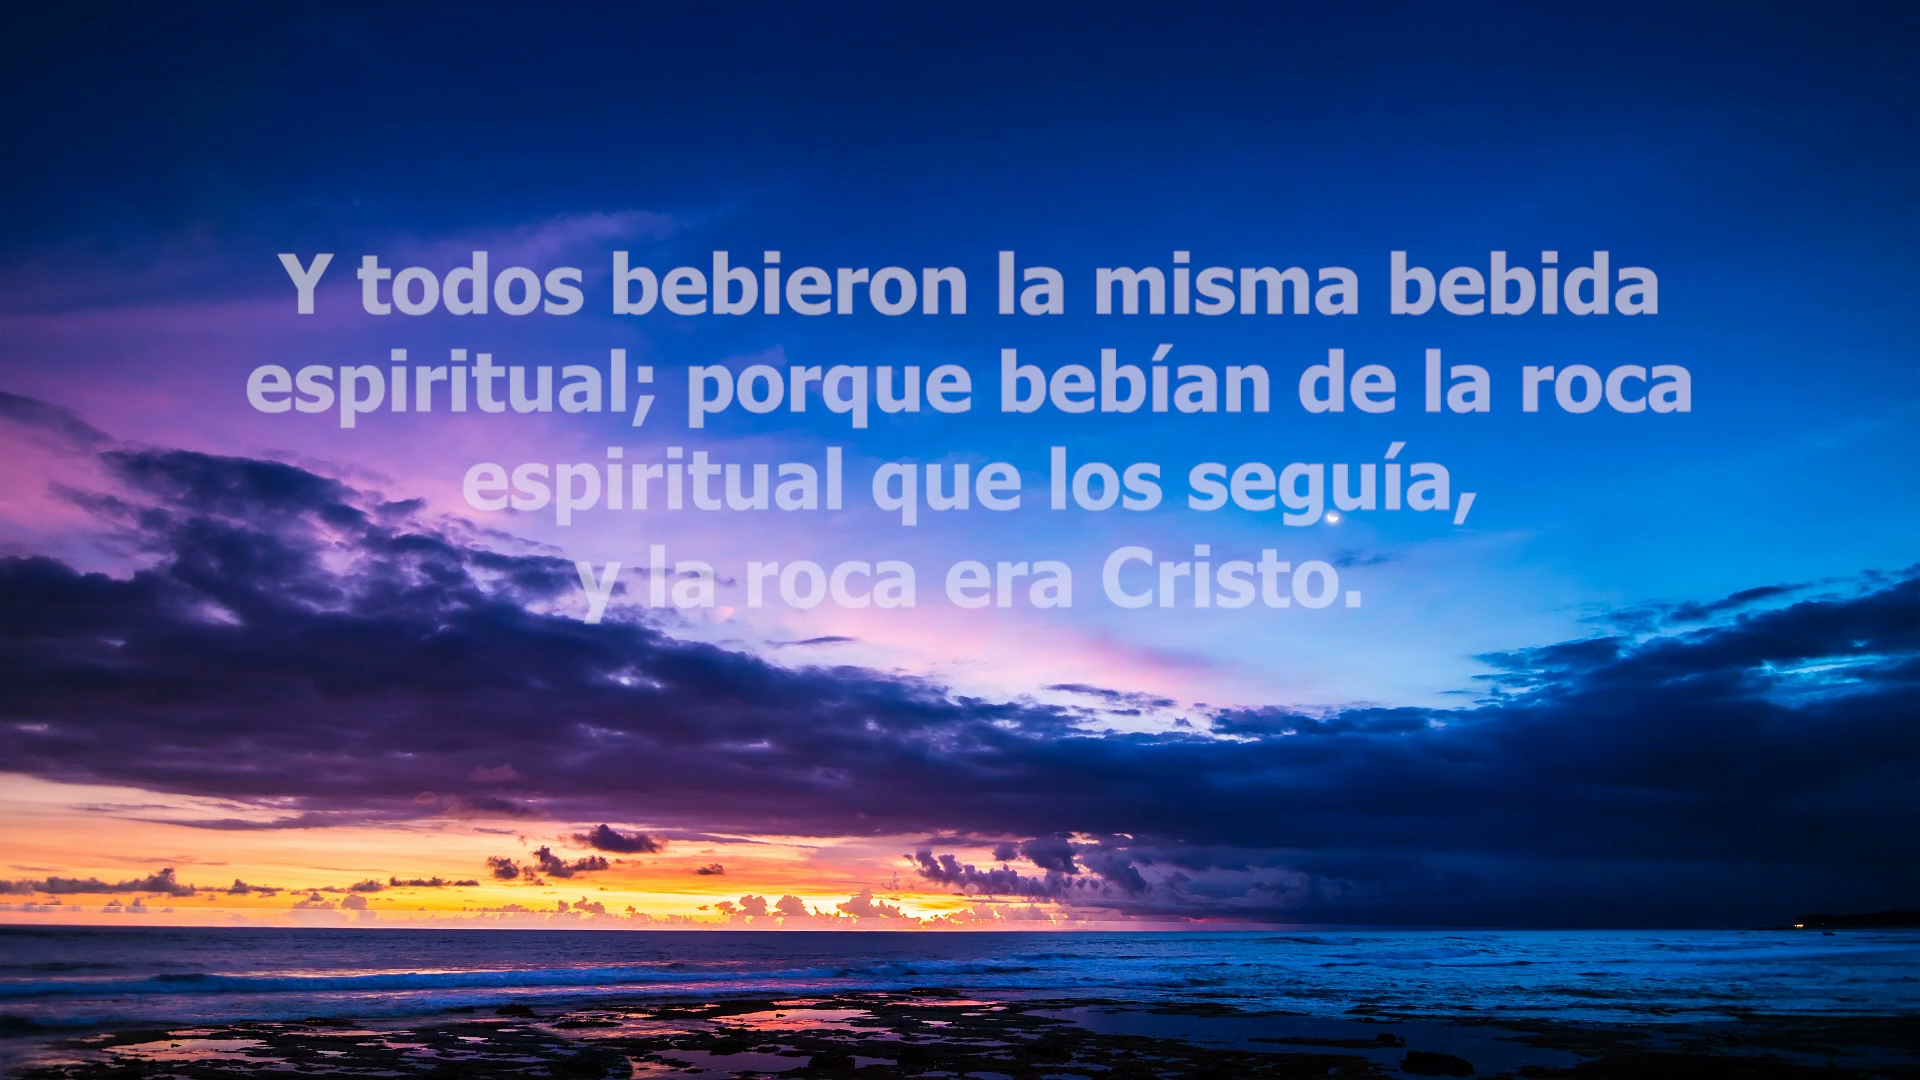 Y todos bebieron la misma bebida
espiritual; porque bebían de la roca
espiritual que los seguía,
y la roca era Cristo.